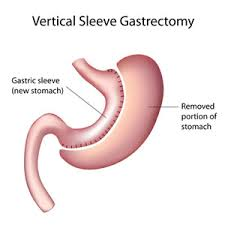 Vertical Sleeve Gastrectomy
Gastric sleeve
(new stomach)
Removed
portion of
stomach